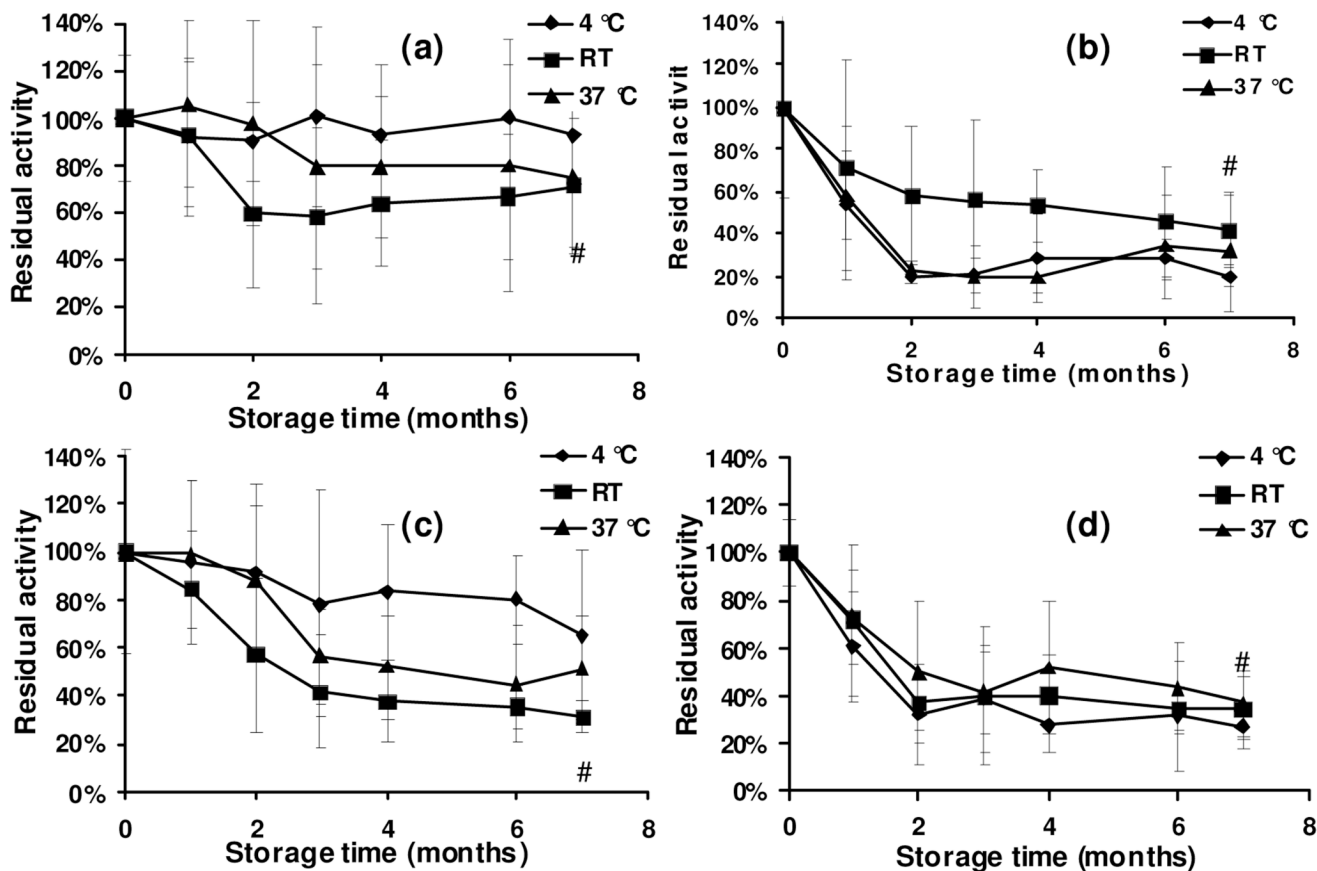 140%
120%
100%
80%
60%
40%
20%
0%
Residual activity
(a)
4 °C
RT
37 °C
#
0 2 4 6 8
Storage time (months)
140%
120%
100%
80%
60%
40%
20%
0%
Residual activit
(b)
4 °C
RT
37 °C
#
0 2 4 6 8
Storage time (months)
140%
120%
100%
80%
60%
40%
20%
0%
Residual activity
(c)
4 °C
RT
37 °C
#
0 2 4 6 8
Storage time (months)
140%
120%
100%
80%
60%
40%
20%
0%
Residual activity
(d)
4 °C
RT
37 °C
#
0 2 4 6 8
Storage time (months)